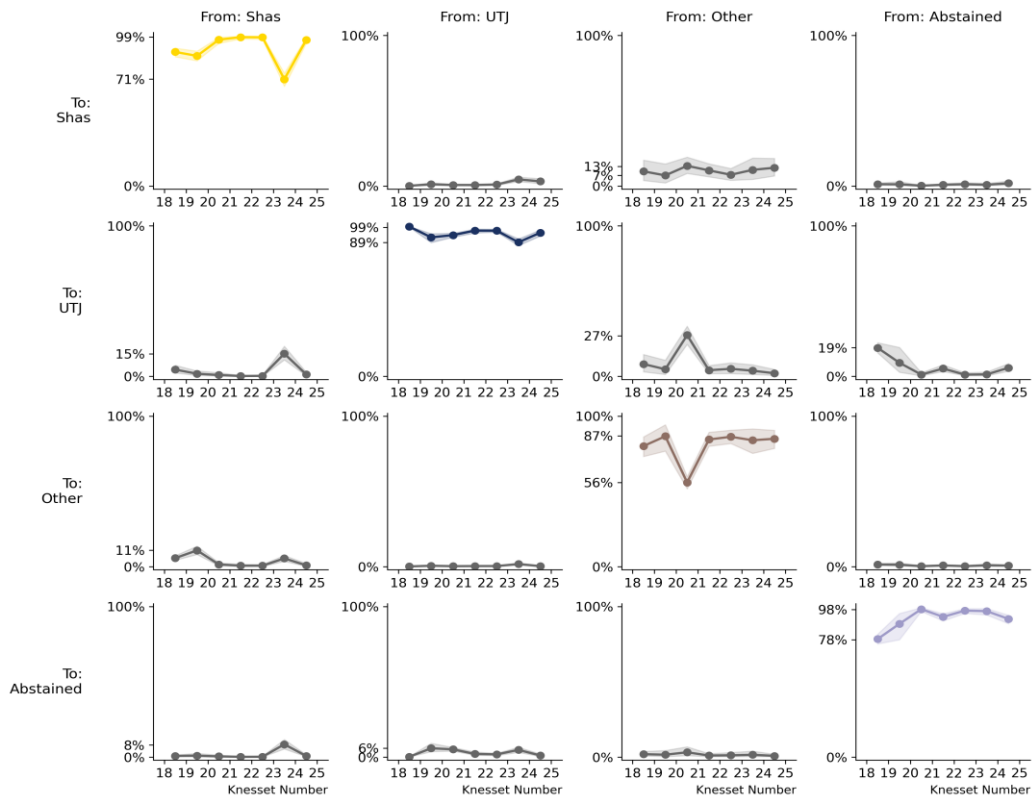 From: Shas From: UTJ From: Other From: Abstained
To:
Shas
99%
71%
0%
18 19 20 21 22 23 24 25
100%
0%
18 19 20 21 22 23 24 25
100%
13%
7%
0%
18 19 20 21 22 23 24 25
100%
0%
18 19 20 21 22 23 24 25
To:
UTJ
100%
15%
0%
18 19 20 21 22 23 24 25
99%
89%
0%
18 19 20 21 22 23 24 25
100%
27%
0%
18 19 20 21 22 23 24 25
100%
19%
0%
18 19 20 21 22 23 24 25
To:
Other
100%
11%
0%
18 19 20 21 22 23 24 25
100%
0%
18 19 20 21 22 23 24 25
100%
87%
56%
0%
18 19 20 21 22 23 24 25
100%
0%
18 19 20 21 22 23 24 25
To:
Abstained
100%
8%
0%
18 19 20 21 22 23 24 25
Knesset Number
100%
6%
0%
18 19 20 21 22 23 24 25
Knesset Number
100%
0%
18 19 20 21 22 23 24 25
Knesset Number
98%
78%
0%
18 19 20 21 22 23 24 25
Knesset Number